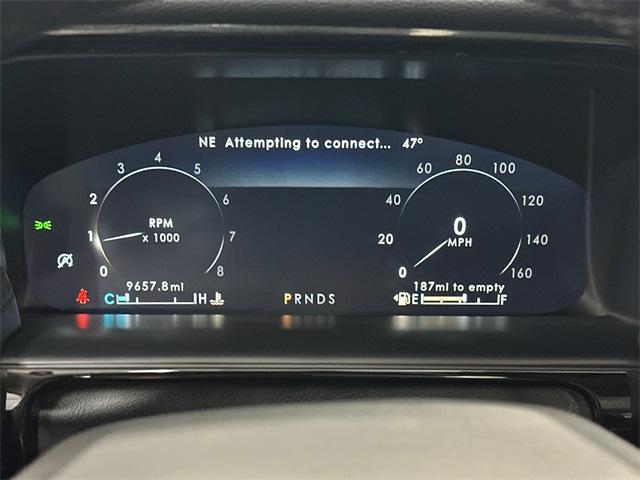 NE Attempting to connect... 47°
3 4 5
2 6
1 7
0 8
RPM
x 1000
60 80 100
40 120
20 140
0 160
0
MPH
9657.8mi
187mi to empty
C H
PRNDS
E F